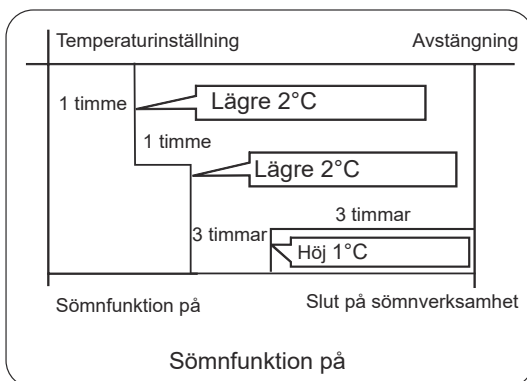 Temperaturinställning
Avstängning
1 timme
Lägre 2°C
1 timme
Lägre 2°C
3 timmar
3 timmar
Höj 1°C
Sömnfunktion på
Slut på sömnverksamhet
Sömnfunktion på